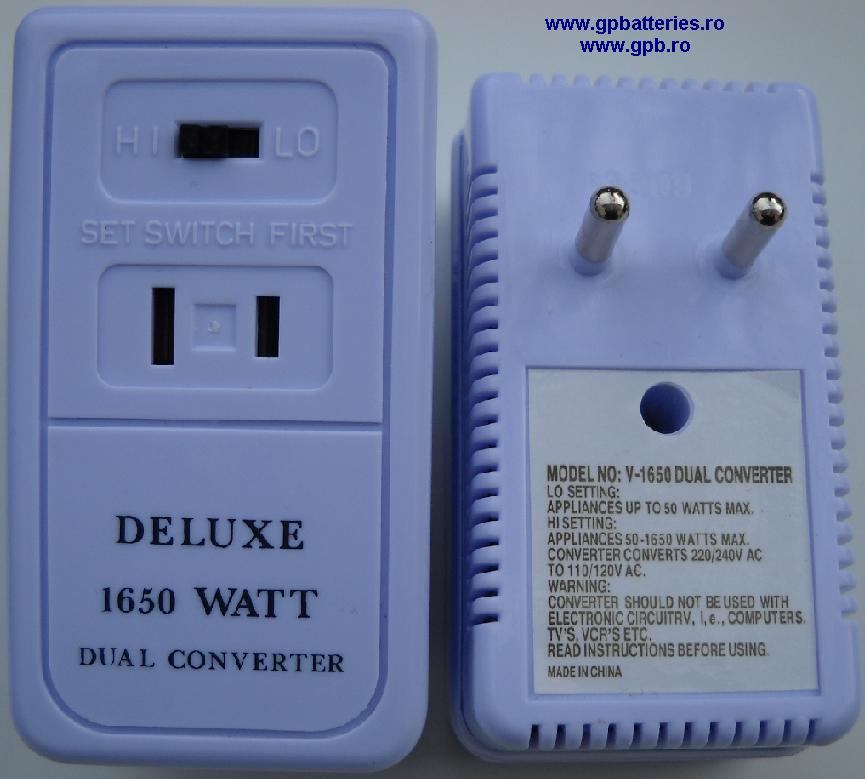 www.gpbatteries.ro
www.gpb.ro
HI LO
SET SWITCH FIRST
DELUXE
1650 WATT
DUAL CONVERTER
MODEL NO: V-1650 DUAL CONVERTER
LO SETTING:
APPLIANCES UP TO 50 WATTS MAX.
HI SETTING:
APPLIANCES 50-1650 WATTS MAX.
CONVERTER CONVERTS 220/240V AC
TO 110/120V AC.
WARNING:
CONVERTER SHOULD NOT BE USED WITH
ELECTRONIC CIRCUITRV, i,e., COMPUTERS.
TV'S, VCR'S ETC.
READ INSTRUCTIONS BEFORE USING.
MADE IN CHINA